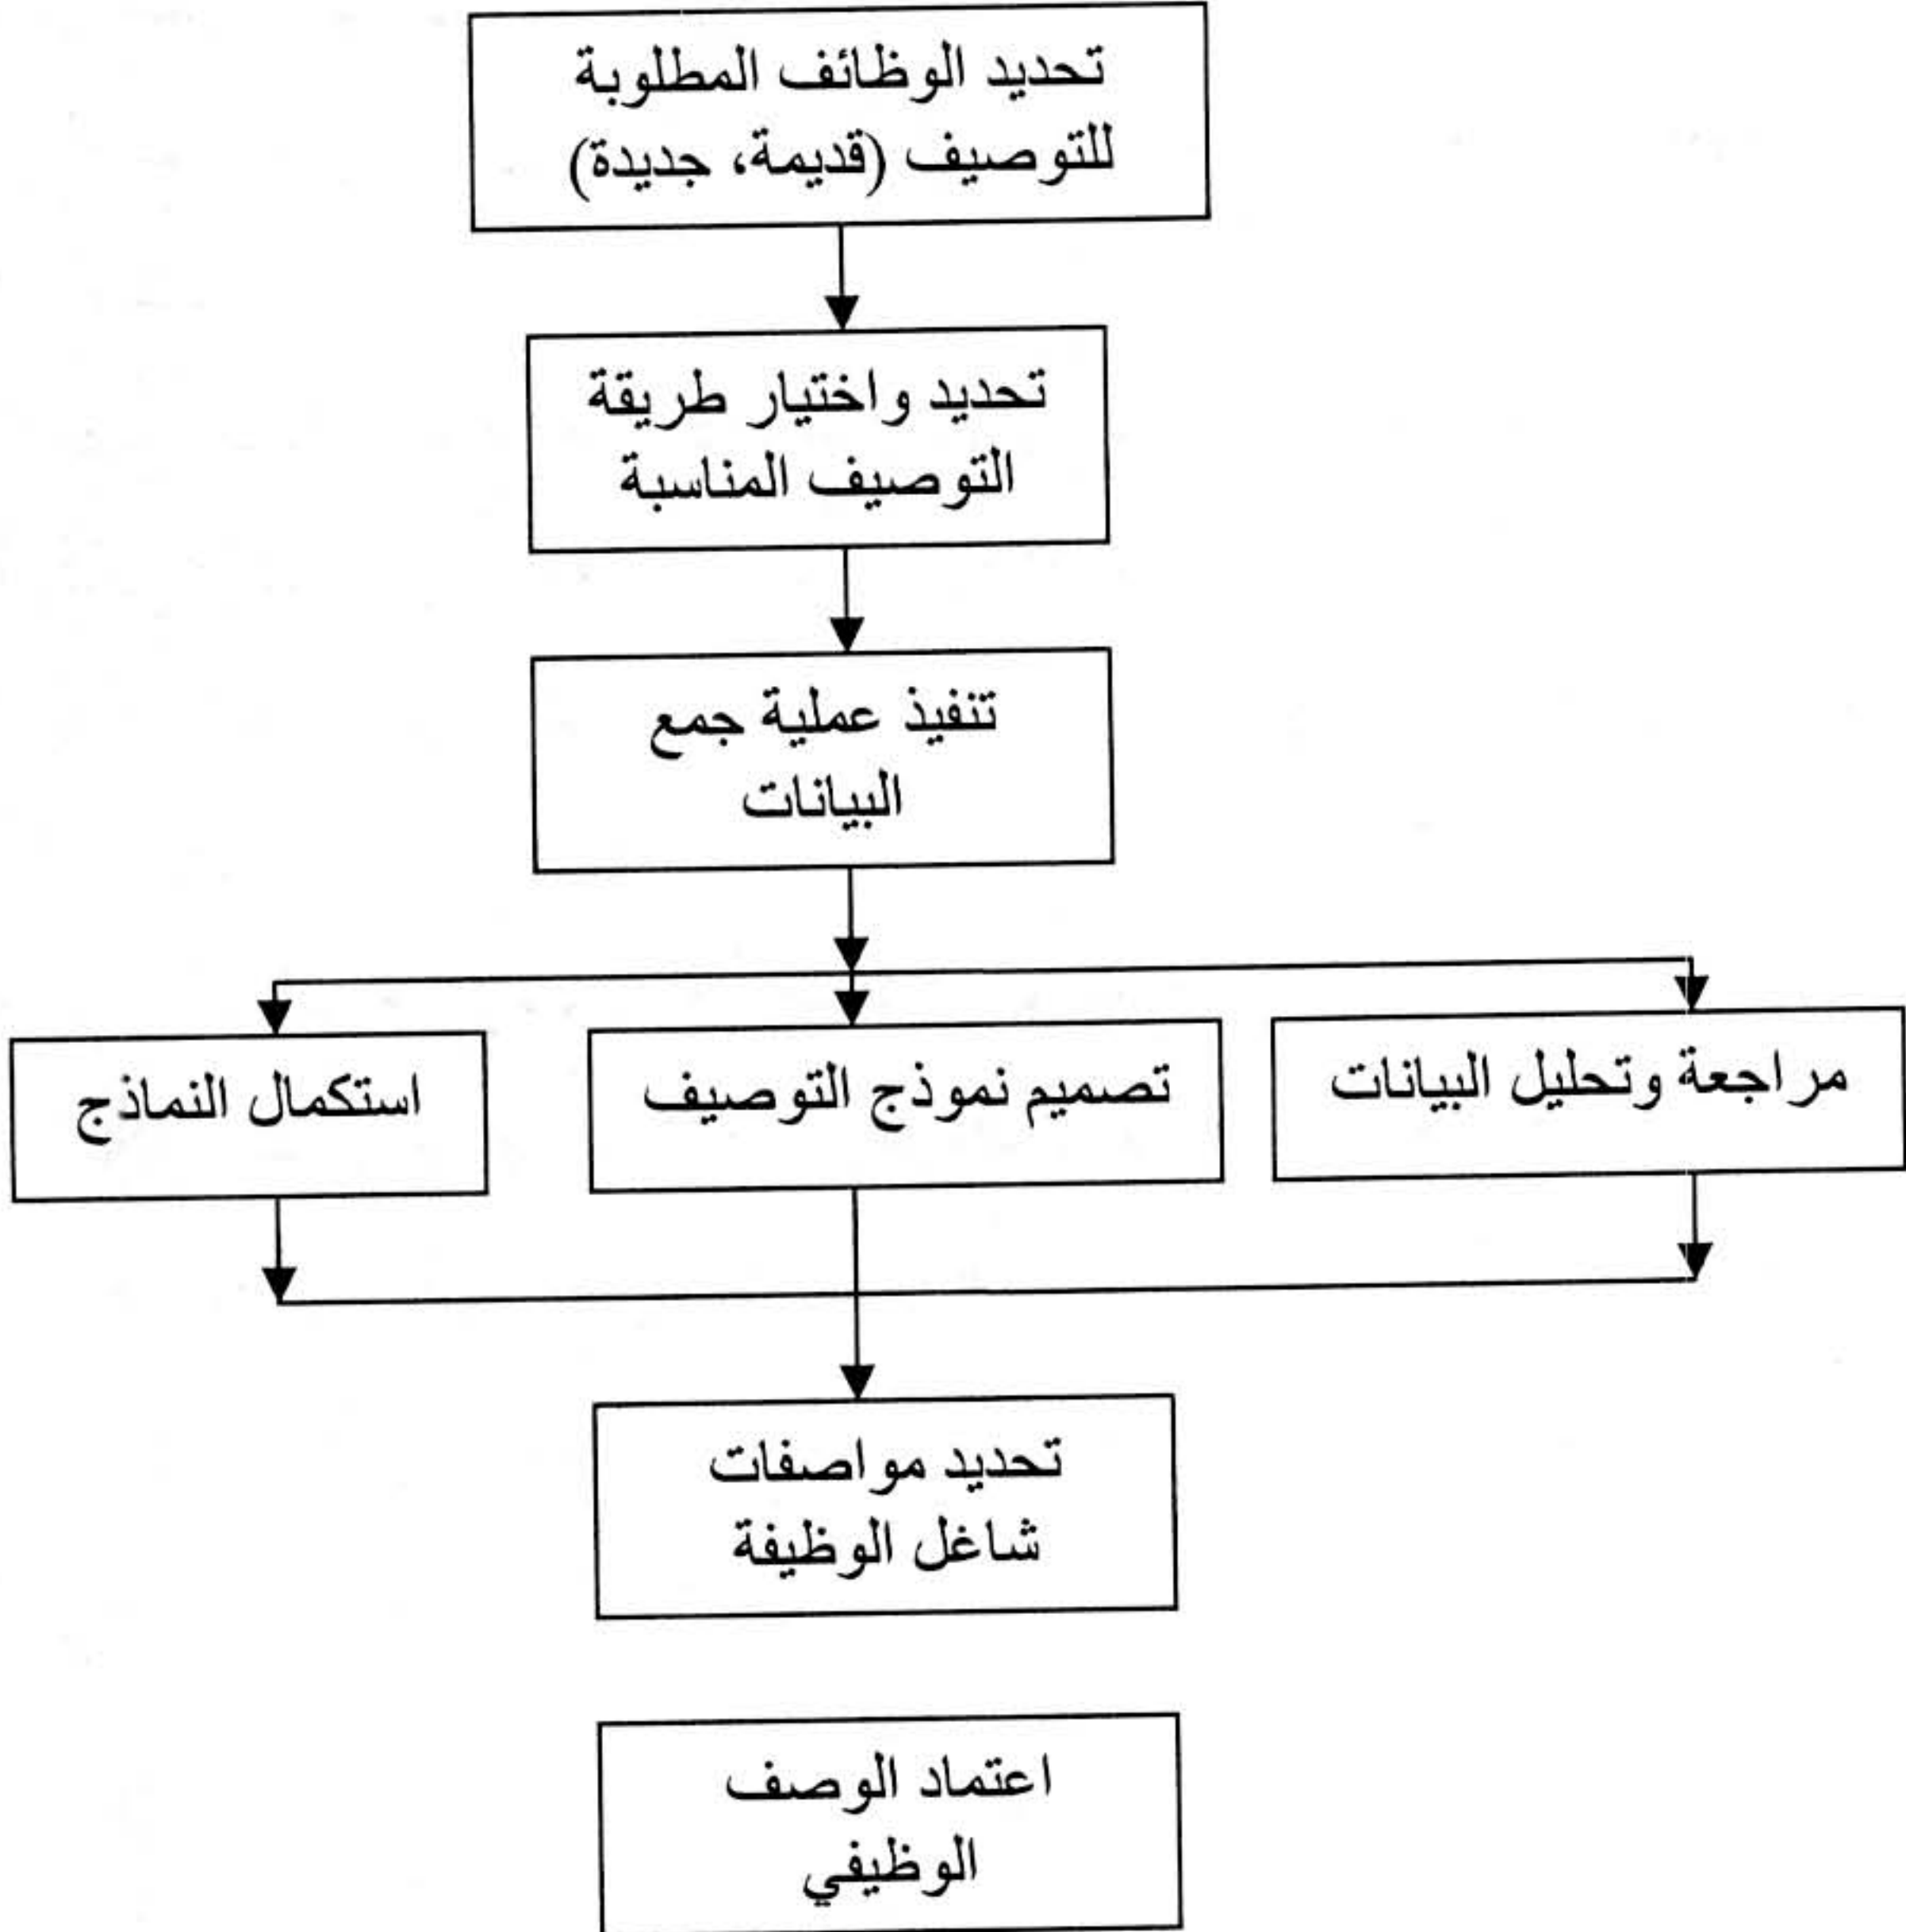 تحديد الوظائف المطلوبة
للتوصيف (قديمة، جديدة)
تحديد واختيار طريقة
التوصيف المناسبة
تنفيذ عملية جمع
البيانات
مراجعة وتحليل البيانات
تصميم نموذج التوصيف
استكمال النماذج
تحديد مواصفات
شاغل الوظيفة
اعتماد الوصف
الوظيفي